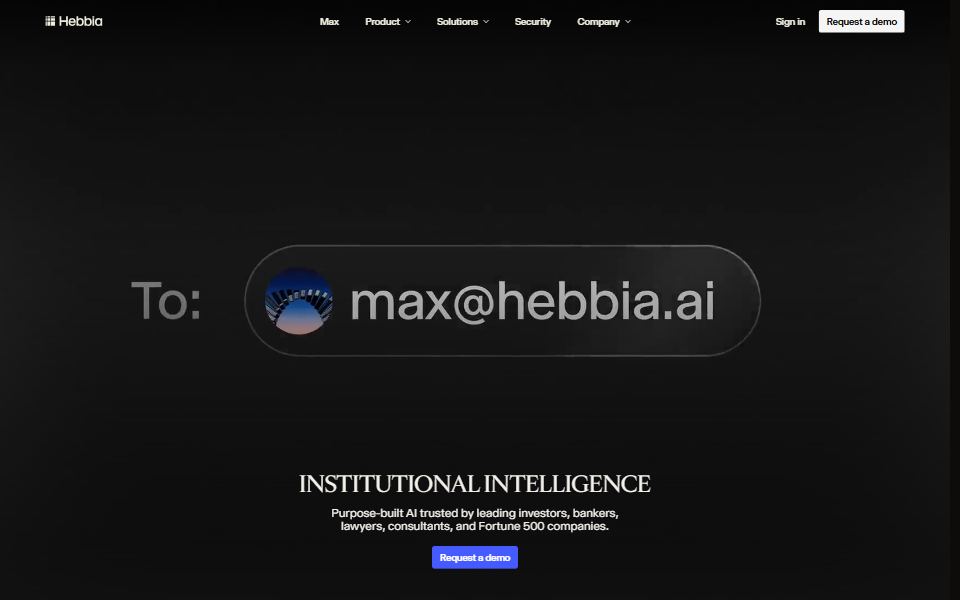 Hebbia
Max
Product
Solutions
Security
Company
Sign in
Request a demo
To:
max@hebbia.ai
INSTITUTIONAL INTELLIGENCE
Purpose-built AI trusted by leading investors, bankers,
lawyers, consultants, and Fortune 500 companies.
Request a demo